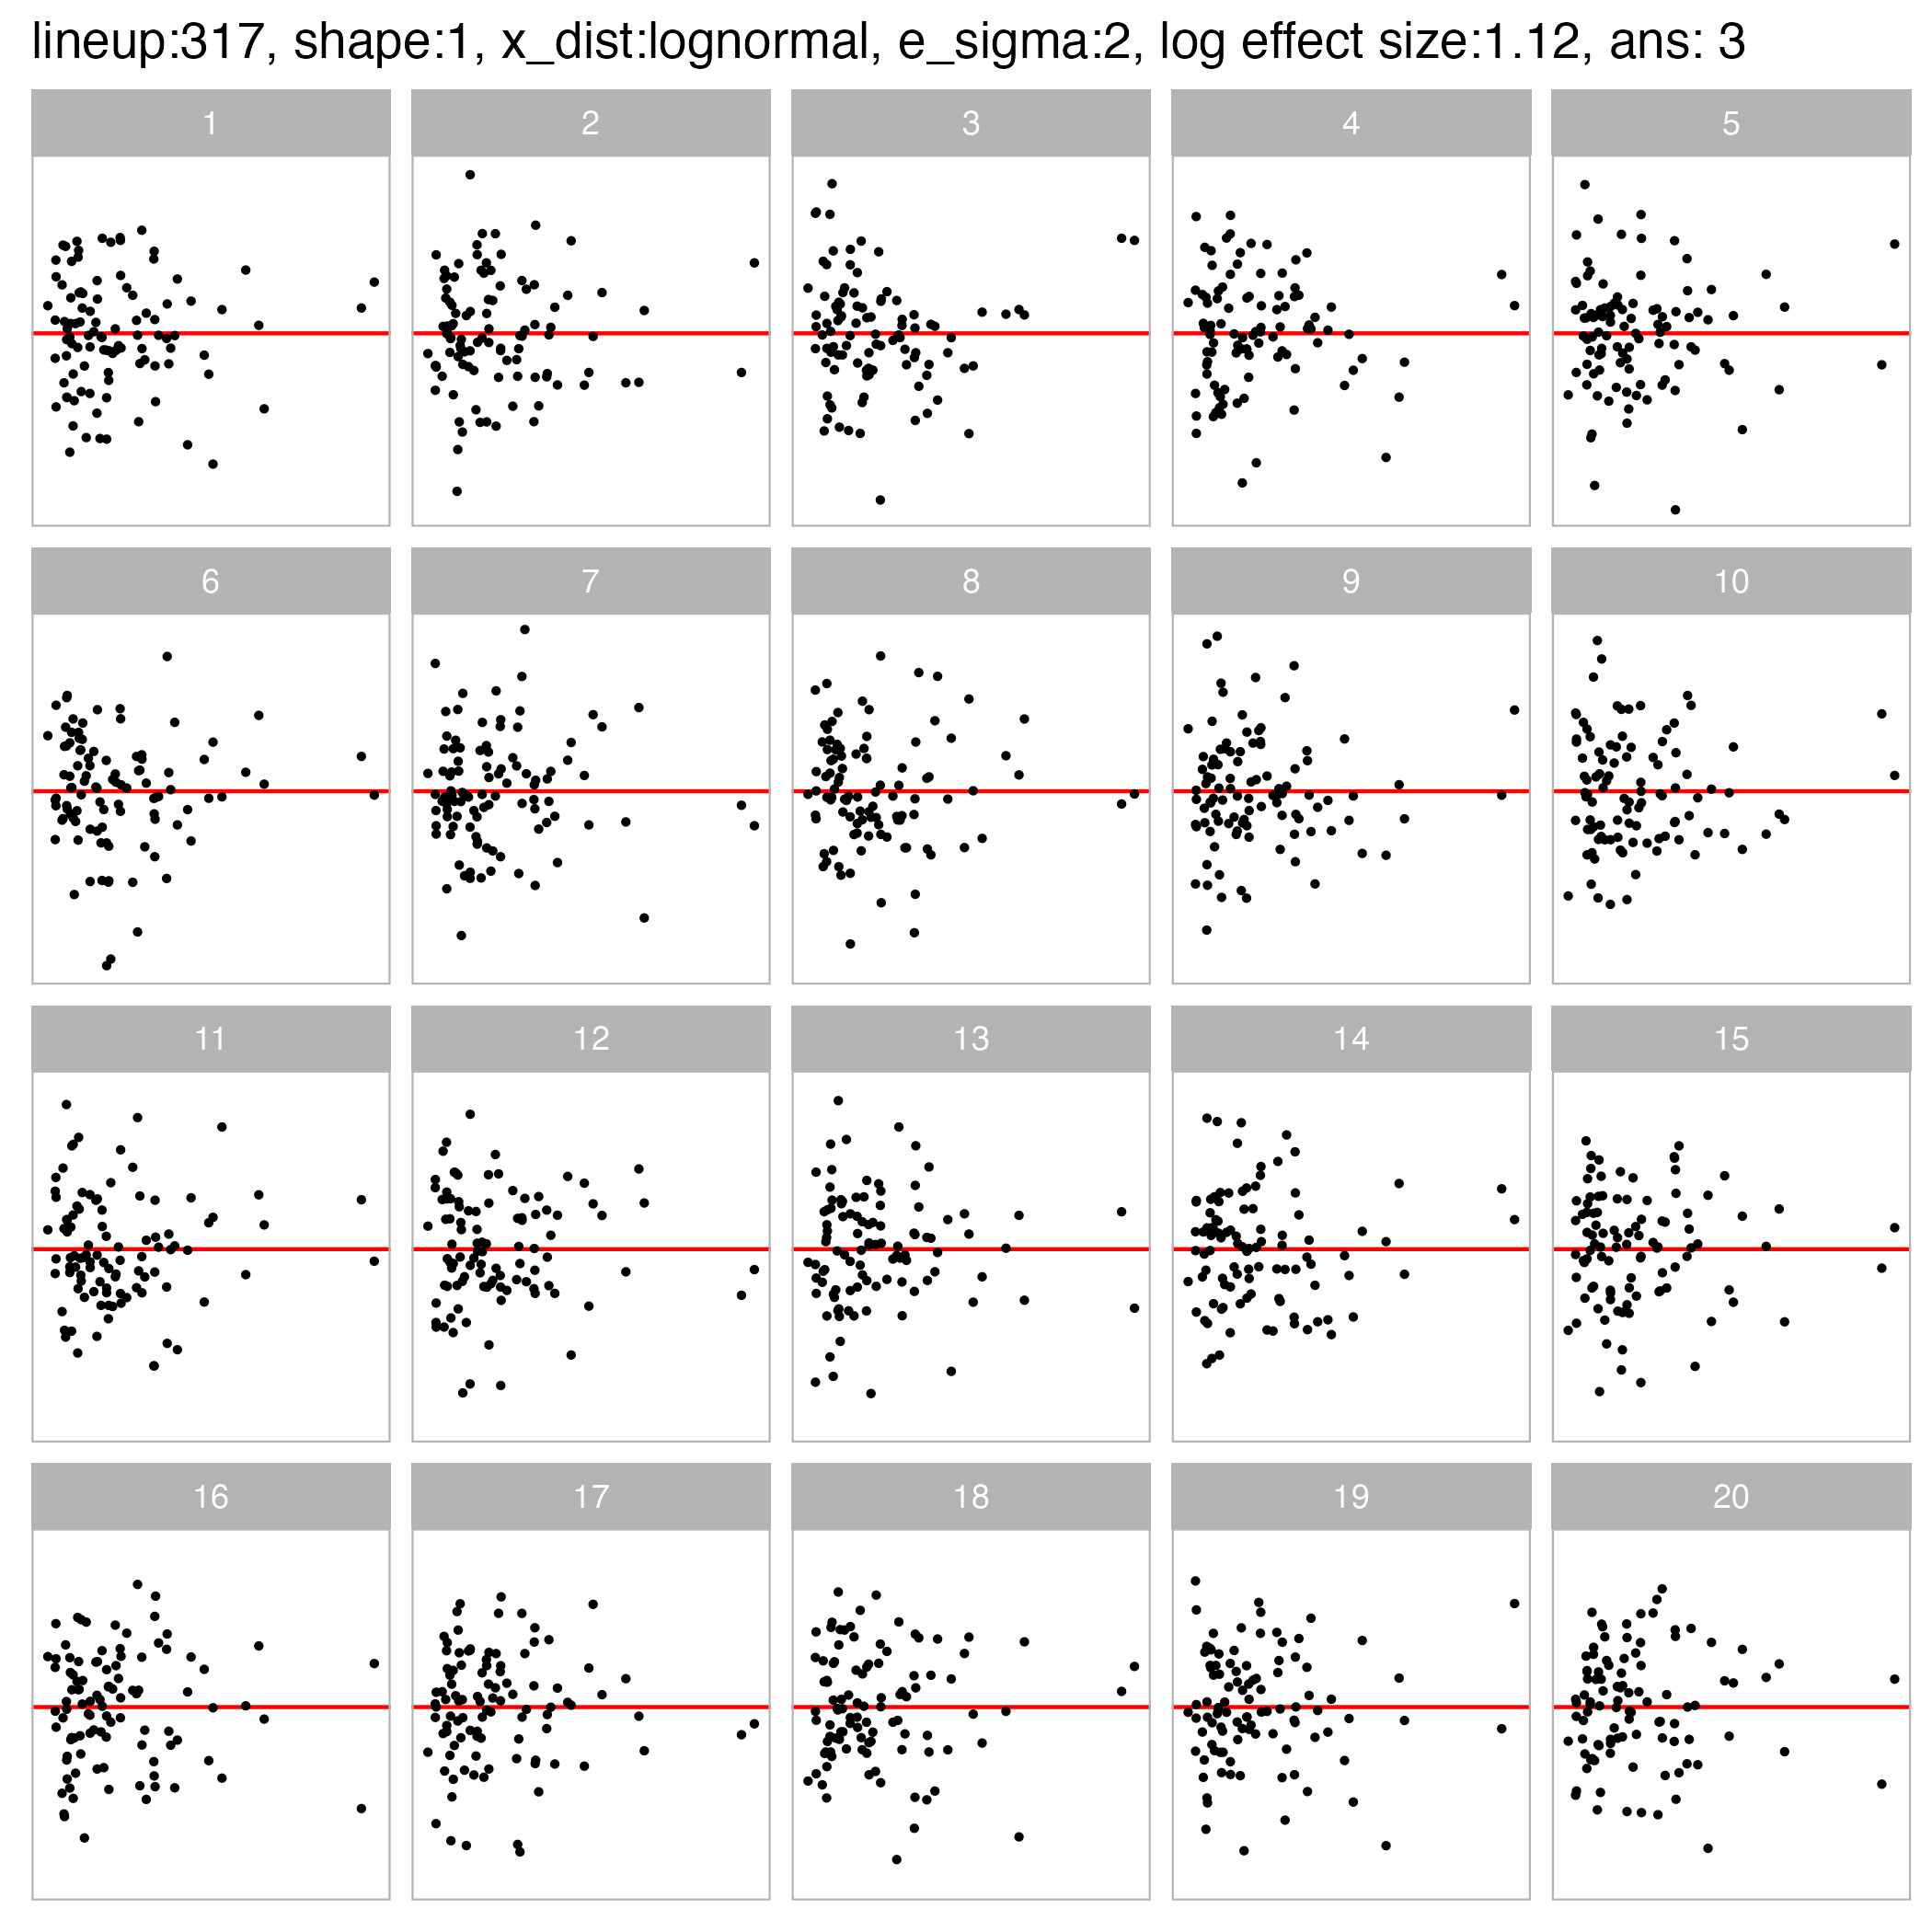 lineup:317, shape:1, x_dist:lognormal, e_sigma:2, log effect size:1.12, ans: 3
1 2 3 4 5
6 7 8 9 10
11 12 13 14 15
16 17 18 19 20